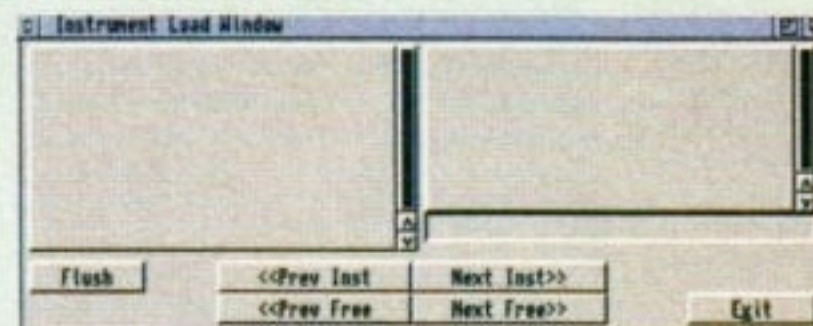 Instrument Load Window
Flush
<<Prev Inst
Next Inst>>
<<Prev Free
Next Free>>
Exit